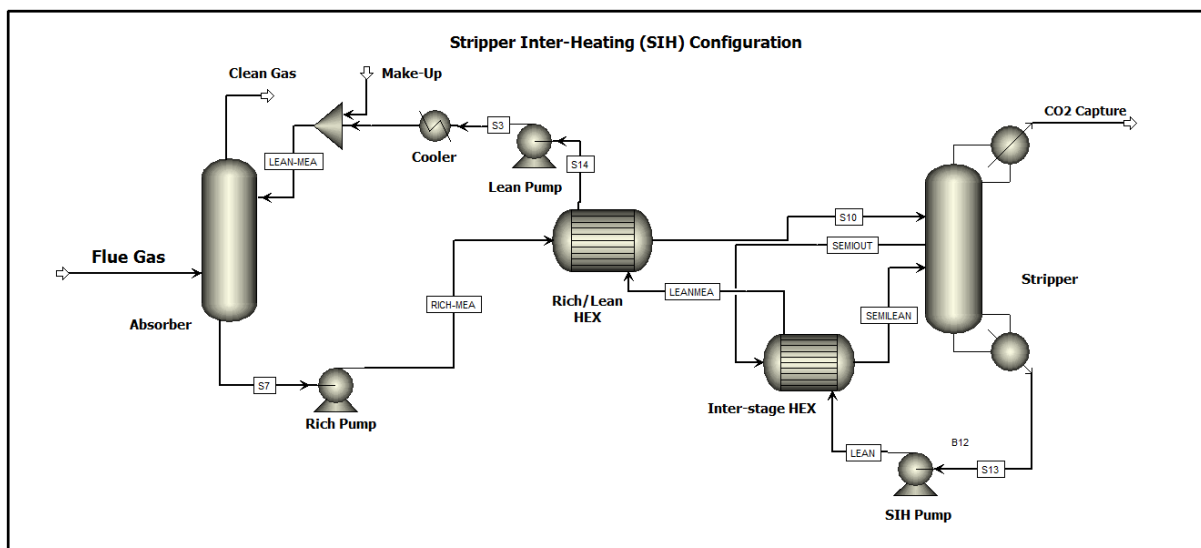 Stripper Inter-Heating (SIH) Configuration
Clean Gas
Make-Up
CO2 Capture
S3
Cooler
LEAN-MEA
S14
Lean Pump
S10
SEMIOUT
Flue Gas
Stripper
LEANMEA
Rich/Lean
HEX
RICH-MEA
SEMILEAN
Absorber
S7
Inter-stage HEX
Rich Pump
B12
LEAN
S13
SIH Pump